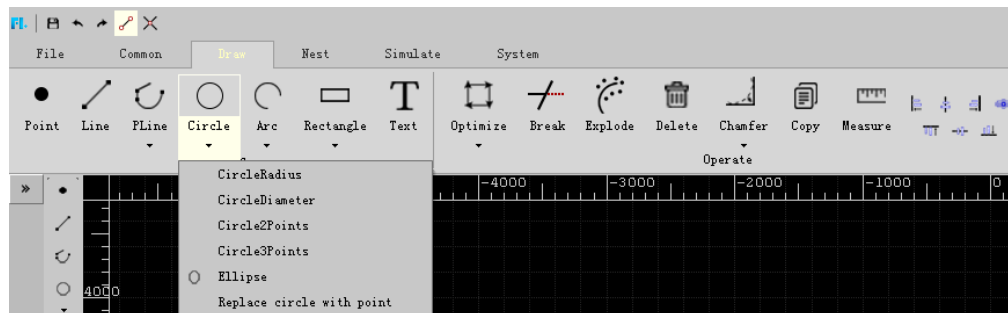 File Common Draw Nest Simulate System
Point Line PLine Circle Arc Rectangle Text Optimize Break Explode Delete Chamfer Copy Measure
Operate
CircleRadius
CircleDiameter
Circle2Points
Circle3Points
Ellipse
Replace circle with point
-4000 -3000 -2000 -1000 0
4000